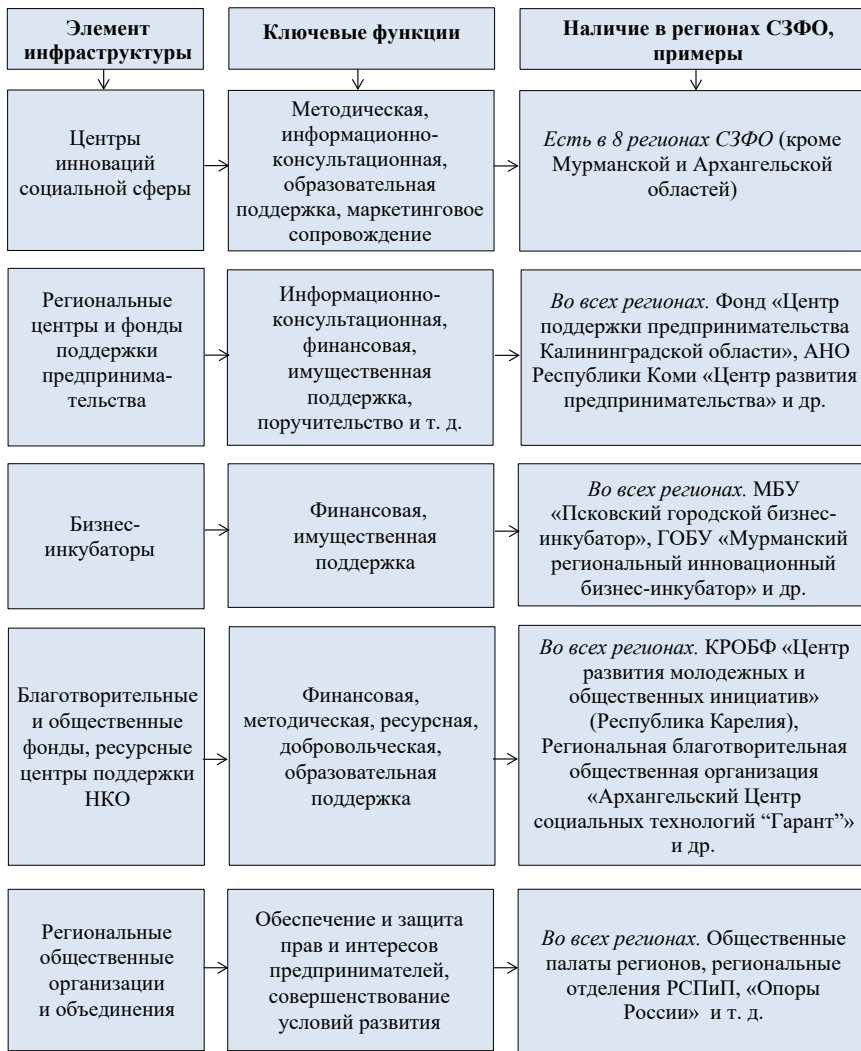 Элемент
инфраструктуры
Ключевые функции
Наличие в регионах СЗФО,
примеры
Центры
инноваций
социальной сферы
Методическая,
информационно-
консультационная,
образовательная
поддержка, маркетинговое
сопровождение
Есть в 8 регионах СЗФО (кроме
Мурманской и Архангельской
областей)
Региональные
центры и фонды
поддержки
предпринима-
тельства
Информационно-
консультационная,
финансовая,
имущественная
поддержка,
поручительство и т. д.
Во всех регионах. Фонд «Центр
поддержки предпринимательства
Калининградской области», АНО
Республики Коми «Центр развития
предпринимательства» и др.
Бизнес-
инкубаторы
Финансовая,
имущественная
поддержка
Во всех регионах. МБУ
«Псковский городской бизнес-
инкубатор», ГОБУ «Мурманский
региональный инновационный
бизнес-инкубатор» и др.
Благотворительные
и общественные
фонды, ресурсные
центры поддержки
НКО
Финансовая,
методическая, ресурсная,
добровольческая,
образовательная
поддержка
Во всех регионах. КРОБФ «Центр
развития молодежных и
общественных инициатив»
(Республика Карелия),
Региональная благотворительная
общественная организация
«Архангельский Центр
социальных технологий “Гарант”»
и др.
Региональные
общественные
организации
и объединения
Обеспечение и защита
прав и интересов
предпринимателей,
совершенствование
условий развития
Во всех регионах. Общественные
палаты регионов, региональные
отделения РСПиП, «Опоры
России» и т. д.